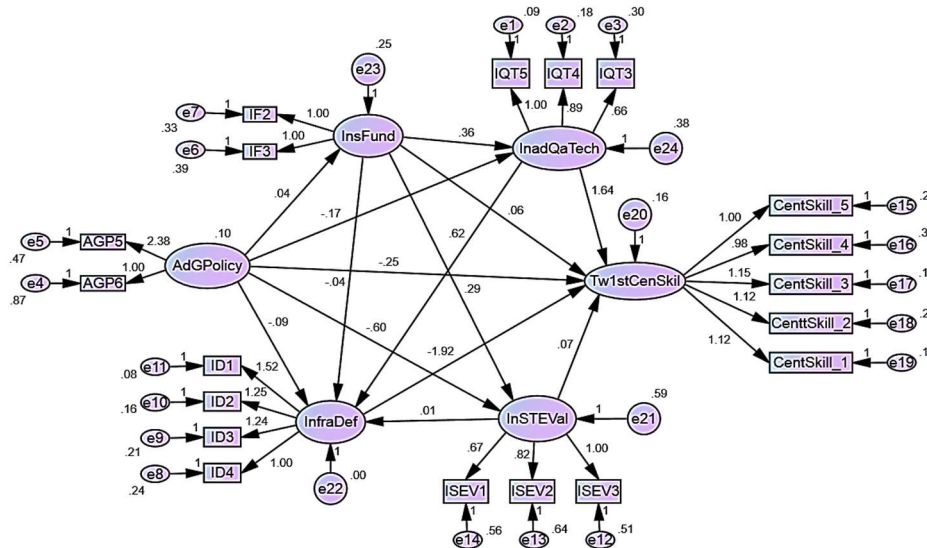 .09 .18 .30
e1 e2 e3
1 1 1
.25
e23
IQT5 IQT4 IQT3
1
1.00 .89 .66
e7 1 IF2 1.00
.33
e6 1 IF3 1.00
.39
InsFund
.36
InadQaTech
1 e24 .38
.04
-.17
.06
1.64
.16
e20
1
e5 1 AGP5 2.38
.47
e4 1 AGP6 1.00
.87
.10
AdGPolicy
.62
-.25
-.04
.29
Tw1stCenSkil
1.00 CentSkill_5 1 e15 .2
.98 CentSkill_4 1 e16 .3
1.15 CentSkill_3 1 e17 .1
1.12 CenttSkill_2 1 e18 .2
1.12 CentSkill_1 1 e19 .1
-.09
-.60
-1.92
.07
e11 1 ID1 1.52
.08
e10 1 ID2 1.25
.16
e9 1 ID3 1.24
.21
e8 1 ID4 1.00
.24
InfraDef
.01
InSTEVal
1 e21 .59
1
e22 .00
.67 .82 1.00
ISEV1 ISEV2 ISEV3
1 1 1
e14 .56 e13 .64 e12 .51